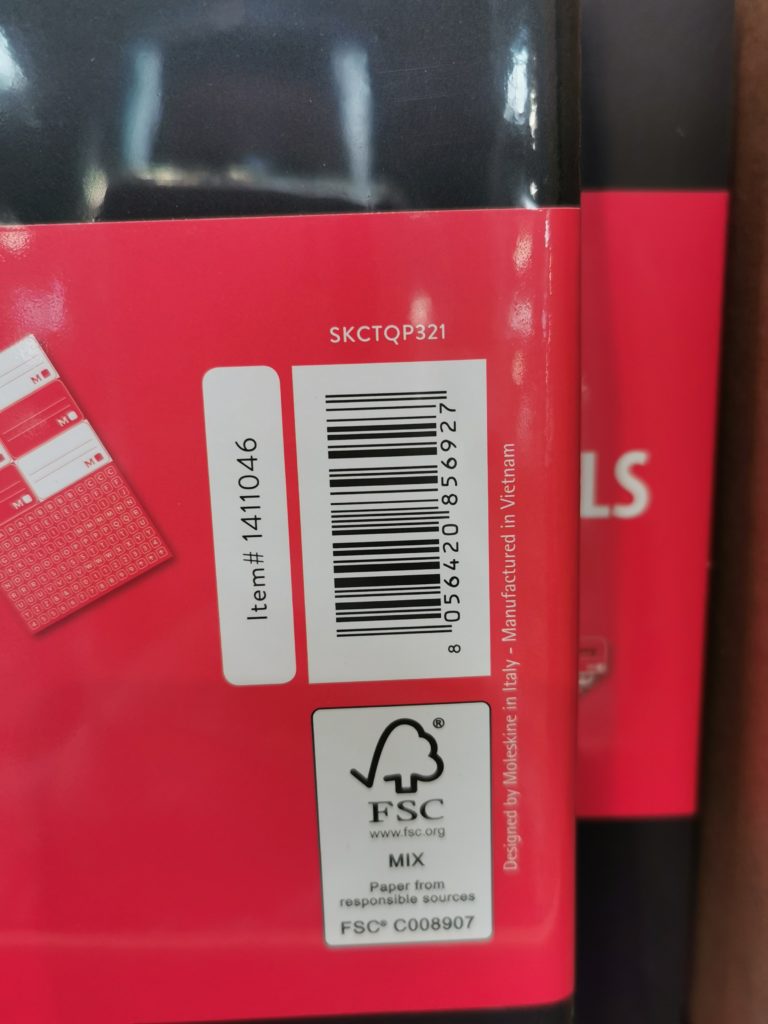 SKCTQP321
Item# 1411046
8 056420 856927
Designed by Moleskine in Italy - Manufactured in Vietnam
LS
M
M
M
M
FSC®
www.fsc.org
MIX
Paper from
responsible sources
FSC® C008907